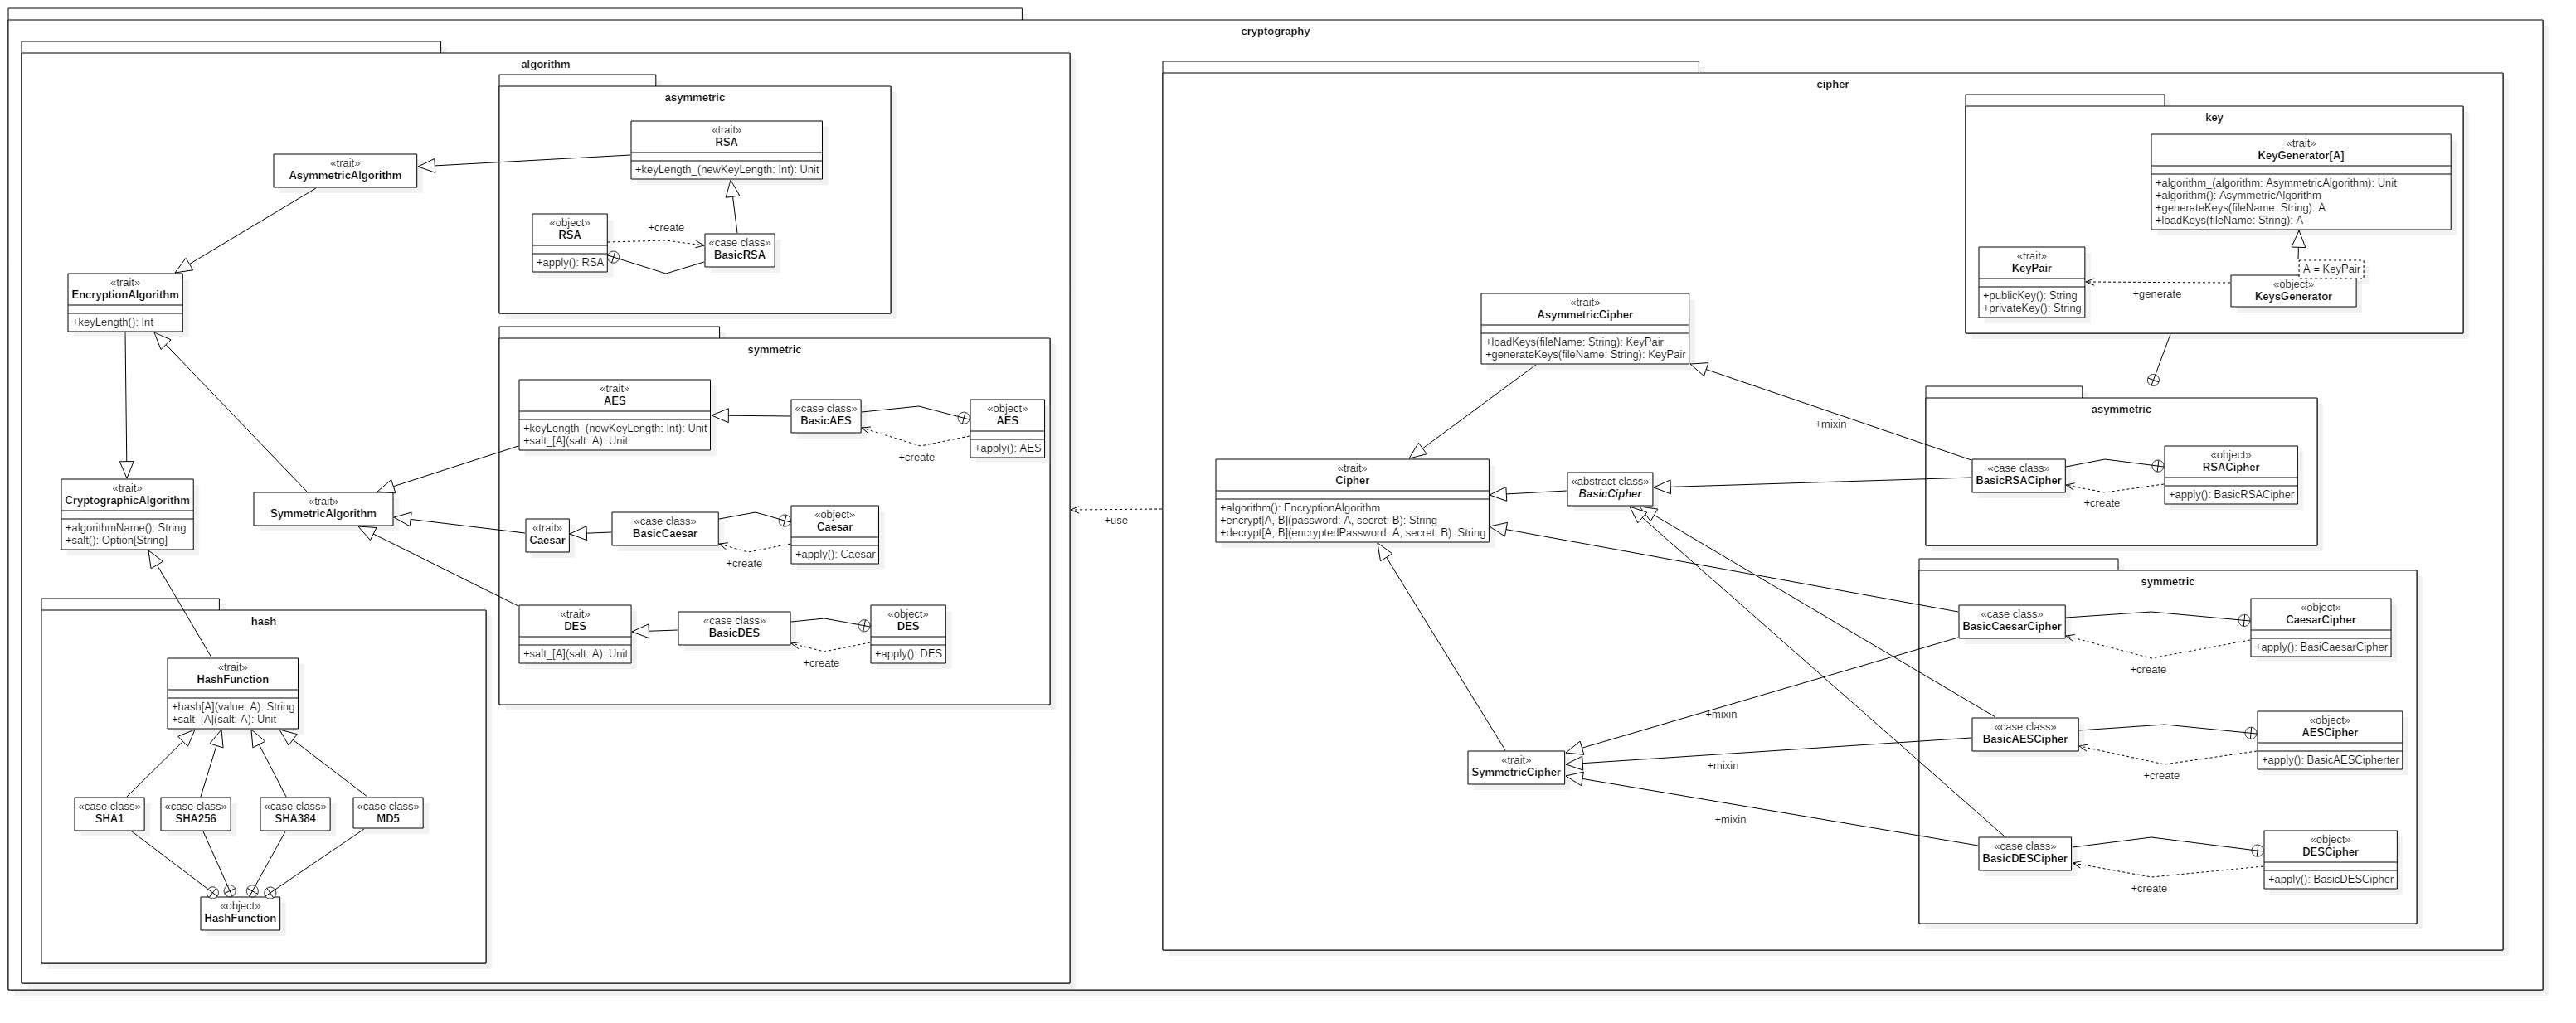 cryptography
algorithm
asymmetric
«trait»
RSA
+keyLength_(newKeyLength: Int): Unit
«trait»
AsymmetricAlgorithm
«object»
RSA
+apply(): RSA
+create
«case class»
BasicRSA
«trait»
EncryptionAlgorithm
+keyLength(): Int
symmetric
«trait»
AES
+keyLength_(newKeyLength: Int): Unit
+salt_[A](salt: A): Unit
«case class»
BasicAES
«object»
AES
+apply(): AES
+create
«trait»
CryptographicAlgorithm
+algorithmName(): String
+salt(): Option[String]
«trait»
SymmetricAlgorithm
«trait»
Caesar
«case class»
BasicCaesar
«object»
Caesar
+apply(): Caesar
+create
«trait»
DES
+salt_[A](salt: A): Unit
«case class»
BasicDES
«object»
DES
+apply(): DES
+create
hash
«trait»
HashFunction
+hash[A](value: A): String
+salt_[A](salt: A): Unit
«case class»
SHA1
«case class»
SHA256
«case class»
SHA384
«case class»
MD5
«object»
HashFunction
+use
cipher
key
«trait»
KeyGenerator[A]
+algorithm_(algorithm: AsymmetricAlgorithm): Unit
+algorithm(): AsymmetricAlgorithm
+generateKeys(fileName: String): A
+loadKeys(fileName: String): A
«trait»
KeyPair
+publicKey(): String
+privateKey(): String
+generate
A = KeyPair
«object»
KeysGenerator
«trait»
AsymmetricCipher
+loadKeys(fileName: String): KeyPair
+generateKeys(fileName: String): KeyPair
+mixin
asymmetric
«case class»
BasicRSACipher
«object»
RSACipher
+apply(): BasicRSACipher
+create
«trait»
Cipher
+algorithm(): EncryptionAlgorithm
+encrypt[A, B](password: A, secret: B): String
+decrypt[A, B](encryptedPassword: A, secret: B): String
«abstract class»
BasicCipher
symmetric
«case class»
BasicCaesarCipher
«object»
CaesarCipher
+apply(): BasiCaesarCipher
+create
+mixin
«case class»
BasicAESCipher
«object»
AESCipher
+apply(): BasicAESCipherter
+create
«trait»
SymmetricCipher
+mixin
+mixin
«case class»
BasicDESCipher
«object»
DESCipher
+apply(): BasicDESCipher
+create